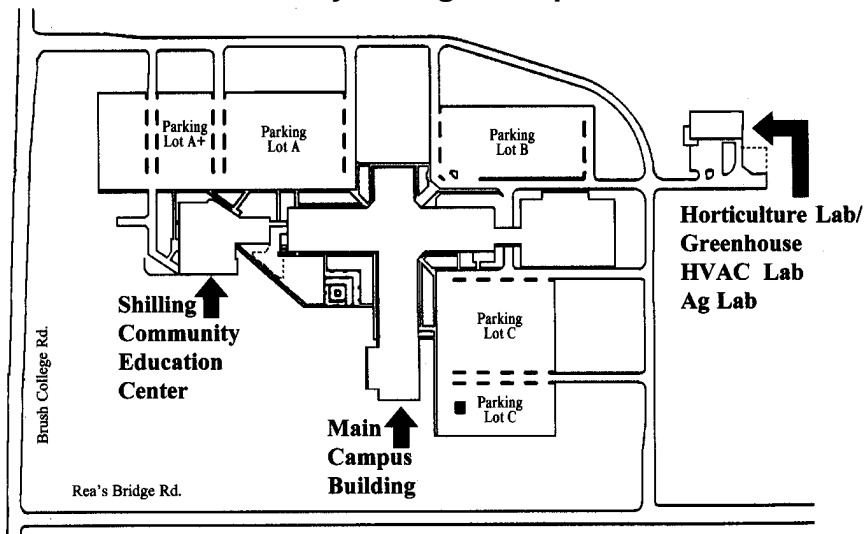 Parking
Lot A+
Parking
Lot A
Parking
Lot B
Horticulture Lab/
Greenhouse
HVAC Lab
Ag Lab
Shilling
Community
Education
Center
Parking
Lot C
Parking
Lot C
Brush College Rd.
Main
Campus
Building
Rea's Bridge Rd.